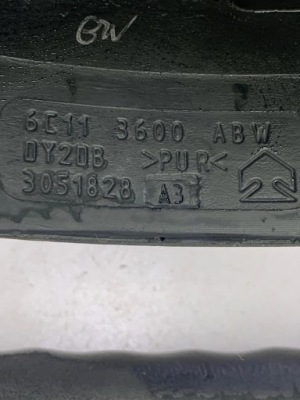 GW
6C11 3600 ABW
DY20B >PUR<
3051828 A3